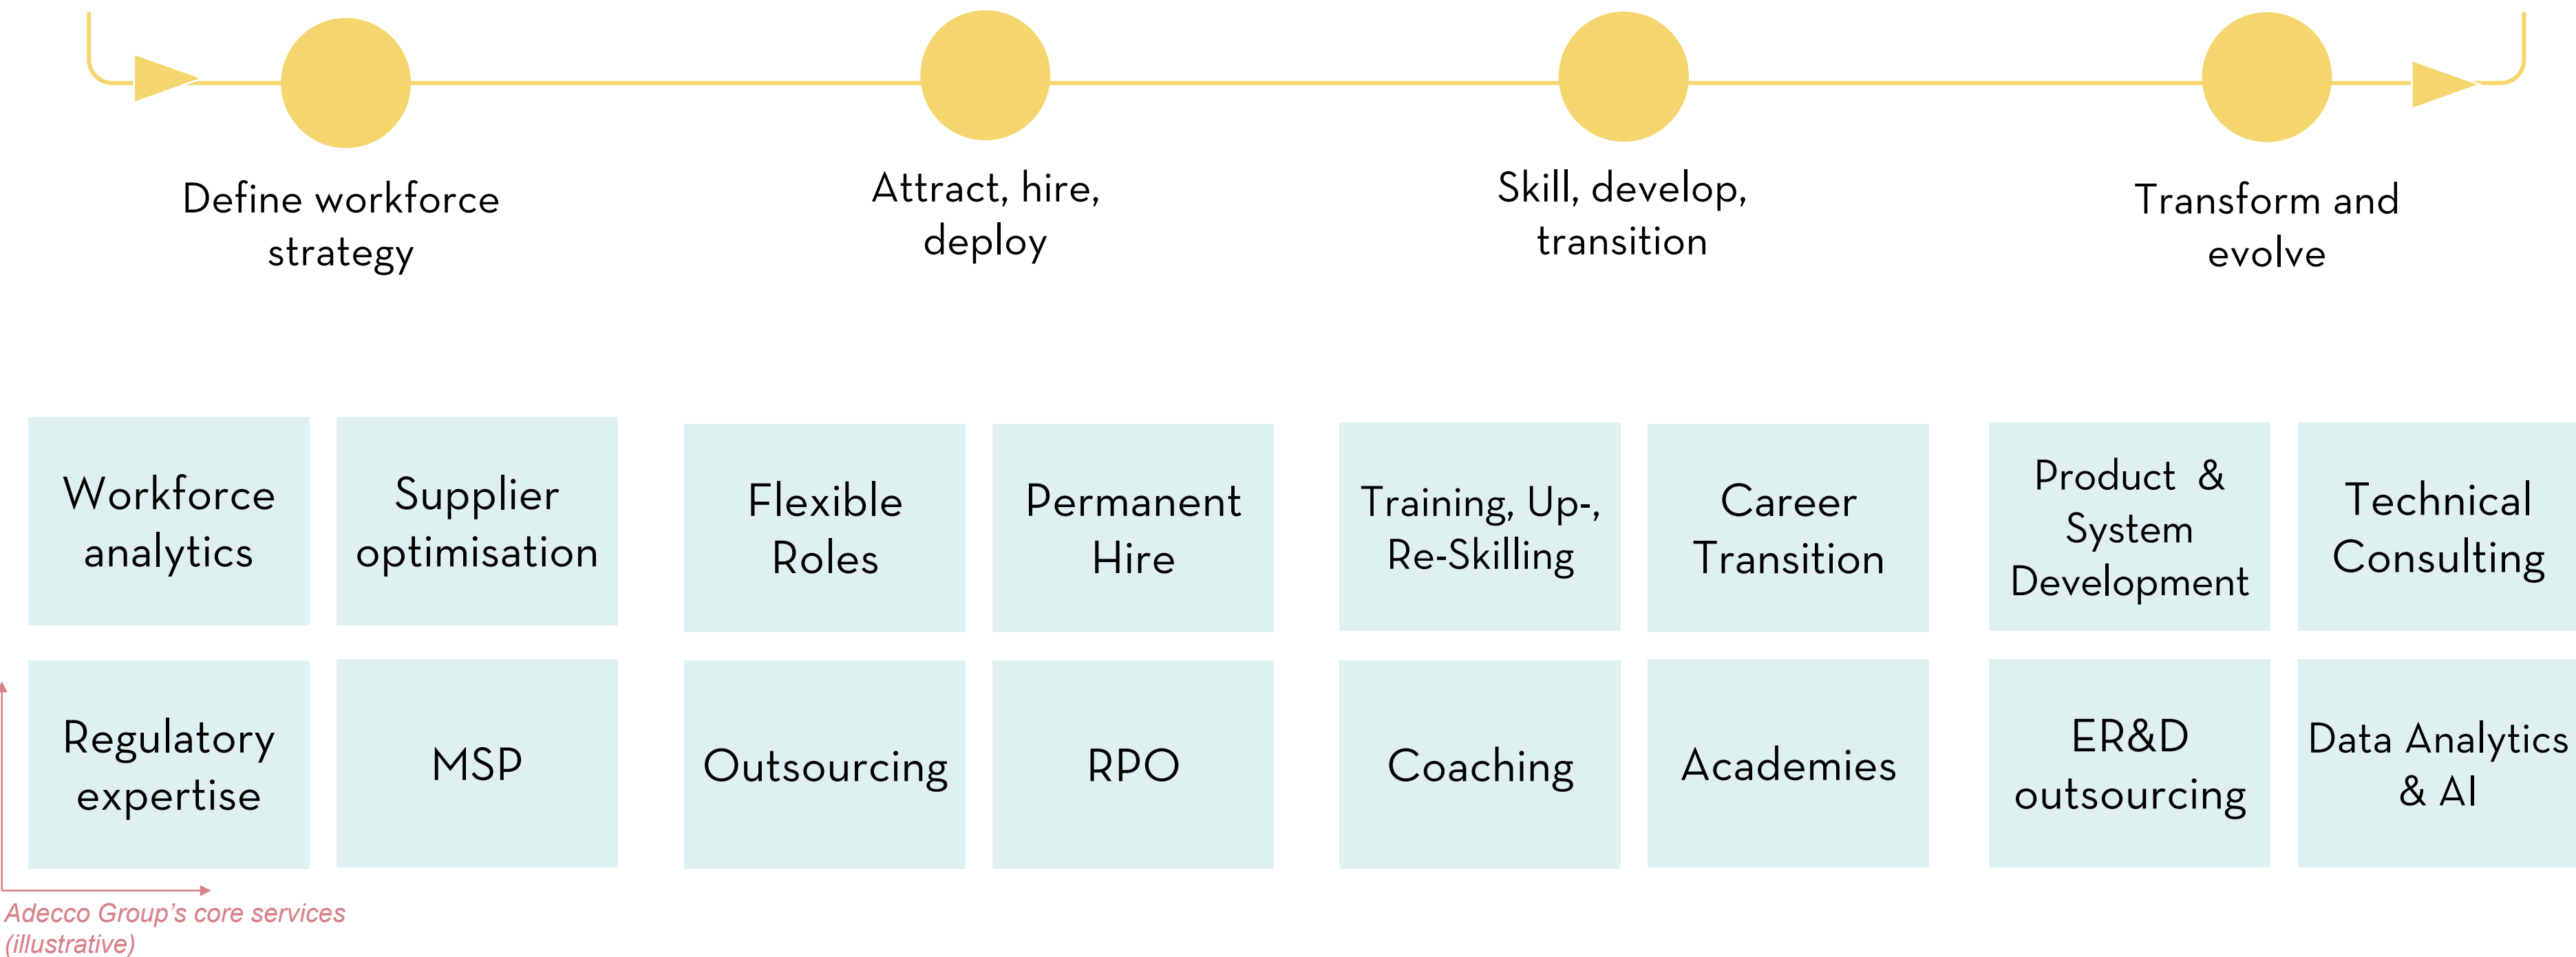 Define workforce
strategy
Attract, hire,
deploy
Skill, develop,
transition
Transform and
evolve
Workforce
analytics
Supplier
optimisation
Flexible
Roles
Permanent
Hire
Training, Up-,
Re-Skilling
Career
Transition
Product &
System
Development
Technical
Consulting
Regulatory
expertise
MSP
Outsourcing
RPO
Coaching
Academies
ER&D
outsourcing
Data Analytics
& AI
Adecco Group's core services
(illustrative)